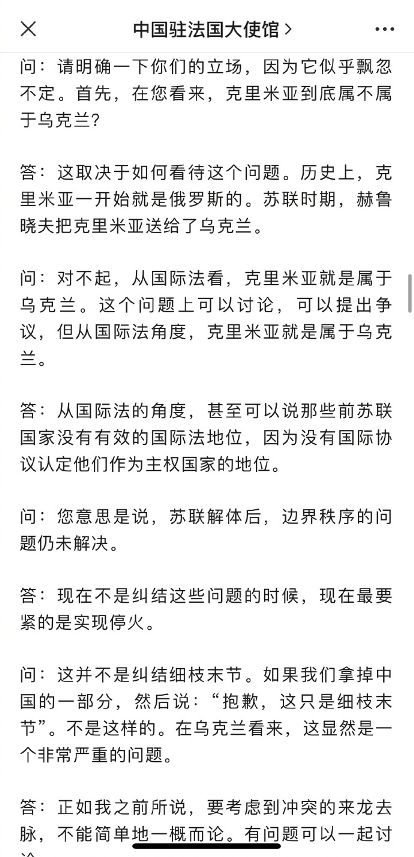 中国驻法国大使馆
问：请明确一下你们的立场，因为它似乎飘忽
不定。首先，在您看来，克里米亚到底属不属
于乌克兰？
答：这取决于如何看待这个问题。历史上，克
里米亚一开始就是俄罗斯的。苏联时期，赫鲁
晓夫把克里米亚送给了乌克兰。
问：对不起，从国际法看，克里米亚就是属于
乌克兰。这个问题上可以讨论，可以提出争
议，但从国际法角度，克里米亚就是属于乌克
兰。
答：从国际法的角度，甚至可以说那些前苏联
国家没有有效的国际法地位，因为没有国际协
议认定他们作为主权国家的地位。
问：您意思是说，苏联解体后，边界秩序的问
题仍未解决。
答：现在不是纠结这些问题的时候，现在最要
紧的是实现停火。
问：这并不是纠结细枝末节。如果我们拿掉中
国的一部分，然后说：“抱歉，这只是细枝末
节”。不是这样的。在乌克兰看来，这显然是一
个非常严重的问题。
答：正如我之前所说，要考虑到冲突的来龙去
脉，不能简单地一概而论。有问题可以一起讨